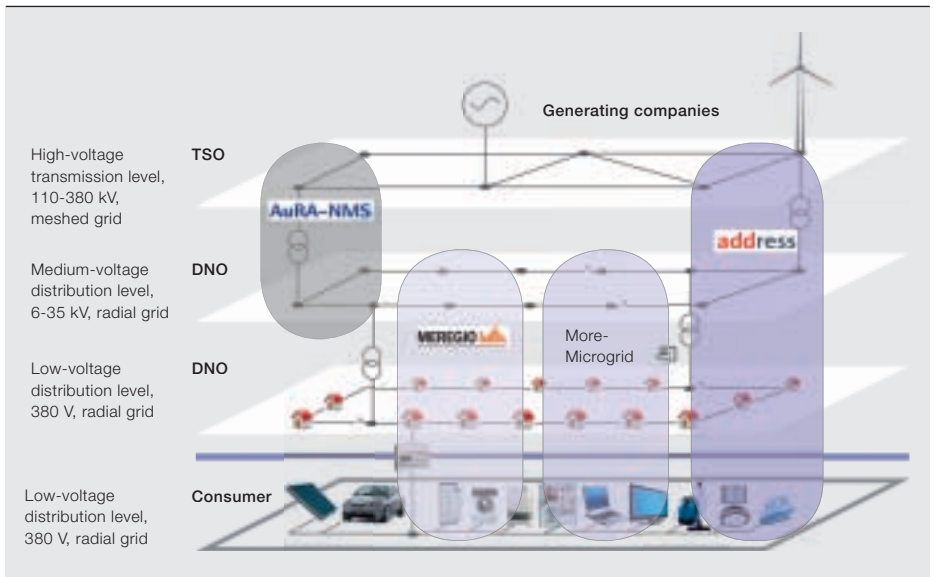 Generating companies
High-voltage
transmission level,
110-380 kV,
meshed grid
TSO
AuRA-NMS
address
Medium-voltage
distribution level,
6-35 kV, radial grid
DNO
MEREGIO
More-
Microgrid
Low-voltage
distribution level,
380 V, radial grid
DNO
Low-voltage
distribution level,
380 V, radial grid
Consumer